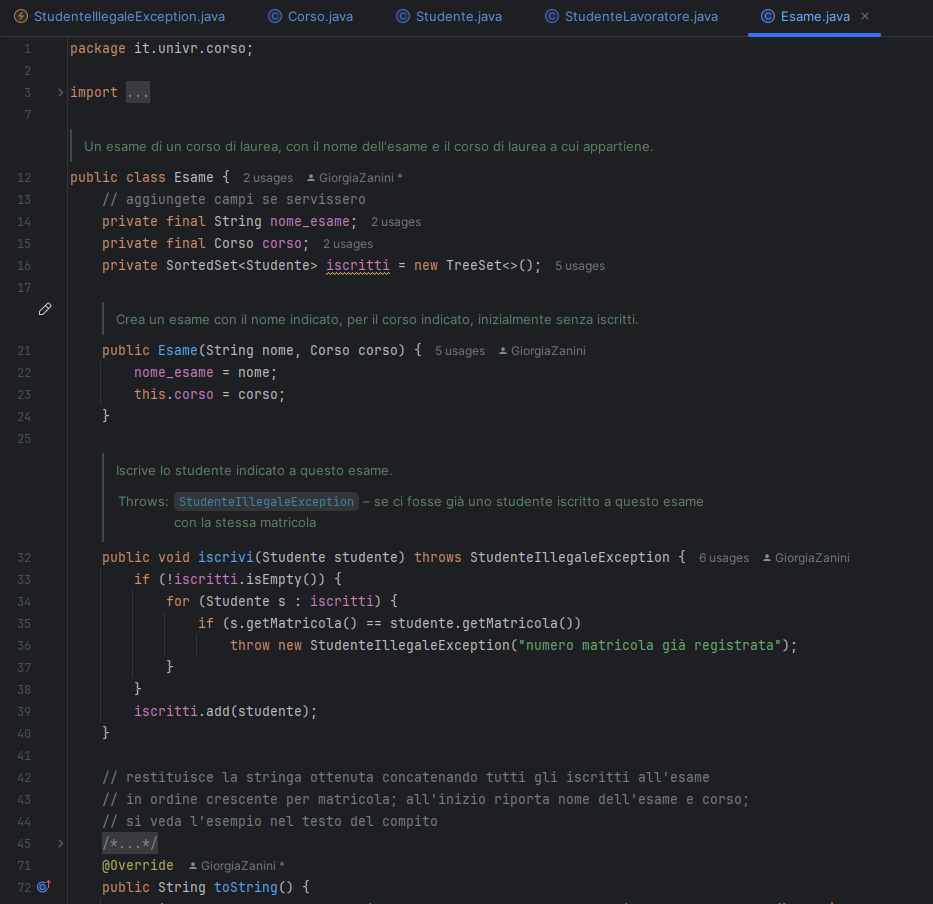 StudenteIllegaleException.java Corso.java Studente.java StudenteLavoratore.java Esame.java
1 package it.univr.corso;
2
3 import ...
7
Un esame di un corso di laurea, con il nome dell'esame e il corso di laurea a cui appartiene.
12 public class Esame { 2 usages GiorgiaZanini *
13 // aggiungete campi se servissero
14 private final String nome_esame; 2 usages
15 private final Corso corso; 2 usages
16 private SortedSet<Studente> iscritti = new TreeSet<>(); 5 usages
17
Crea un esame con il nome indicato, per il corso indicato, inizialmente senza iscritti.
21 public Esame(String nome, Corso corso) { 5 usages GiorgiaZanini
22 nome_esame = nome;
23 this.corso = corso;
24 }
25
Iscrive lo studente indicato a questo esame.
Throws: StudenteIllegaleException – se ci fosse già uno studente iscritto a questo esame
con la stessa matricola
32 public void iscrivi(Studente studente) throws StudenteIllegaleException { 6 usages GiorgiaZanini
33 if (!iscritti.isEmpty()) {
34 for (Studente s : iscritti) {
35 if (s.getMatricola() == studente.getMatricola())
36 throw new StudenteIllegaleException("numero matricola già registrata");
37 }
38 }
39 iscritti.add(studente);
40 }
41
42 // restituisce la stringa ottenuta concatenando tutti gli iscritti all'esame
43 // in ordine crescente per matricola; all'inizio riporta nome dell'esame e corso;
44 // si veda l'esempio nel testo del compito
45 /*...*/
71 @Override GiorgiaZanini *
72 public String toString() {